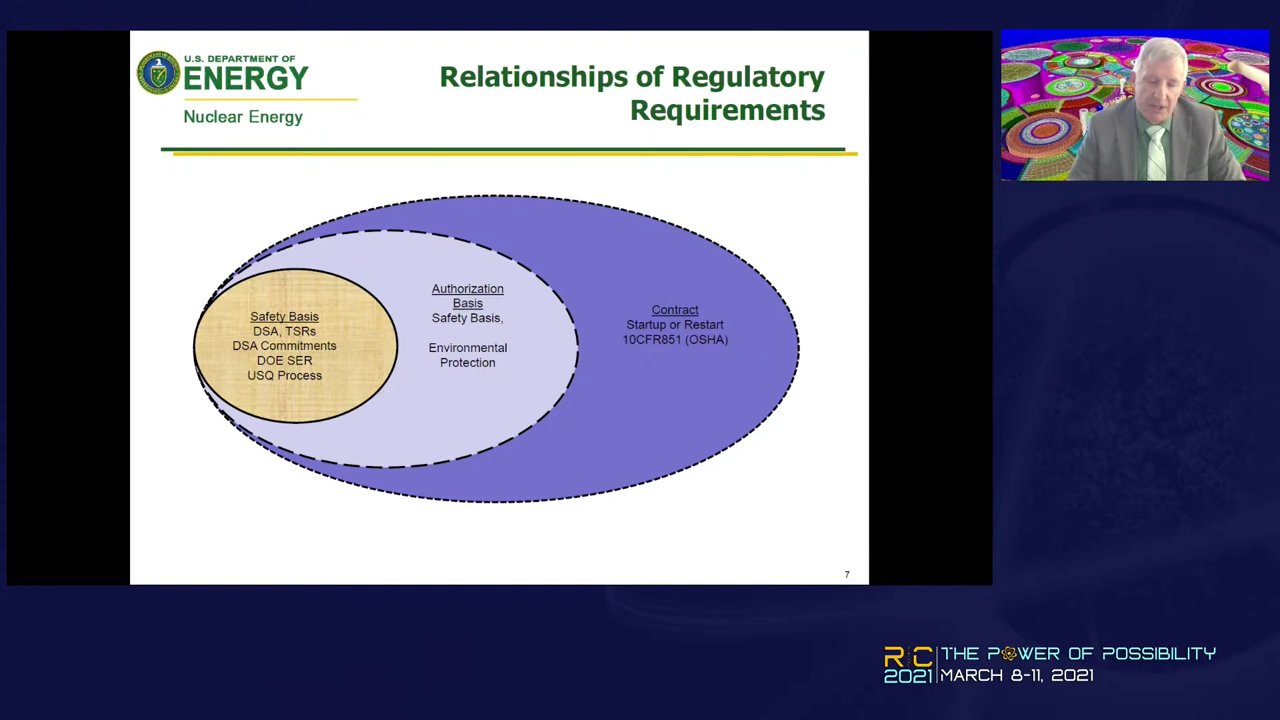 U.S. DEPARTMENT OF
ENERGY
Nuclear Energy
Relationships of Regulatory
Requirements
Safety Basis
DSA, TSRs
DSA Commitments
DOE SER
USQ Process
Authorization
Basis
Safety Basis,
Environmental
Protection
Contract
Startup or Restart
10CFR851 (OSHA)
7
RIC
2021
THE POWER OF POSSIBILITY
MARCH 8-11, 2021